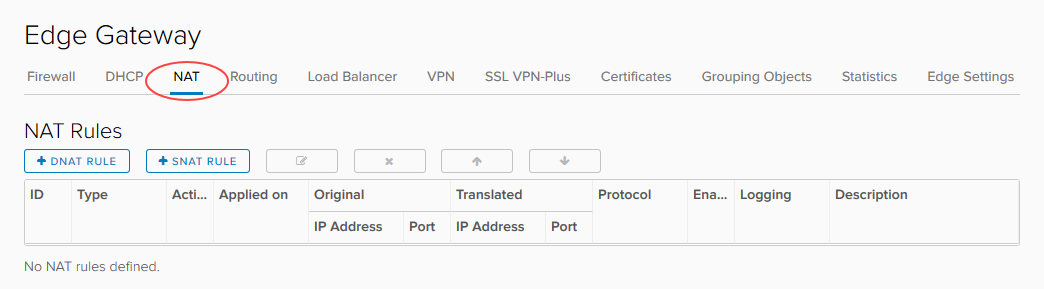 Edge Gateway
Firewall DHCP NAT Routing Load Balancer VPN SSL VPN-Plus Certificates Grouping Objects Statistics Edge Settings
NAT Rules
+ DNAT RULE + SNAT RULE
ID Type Acti... Applied on Original Translated Protocol Ena... Logging Description
IP Address Port IP Address Port
No NAT rules defined.